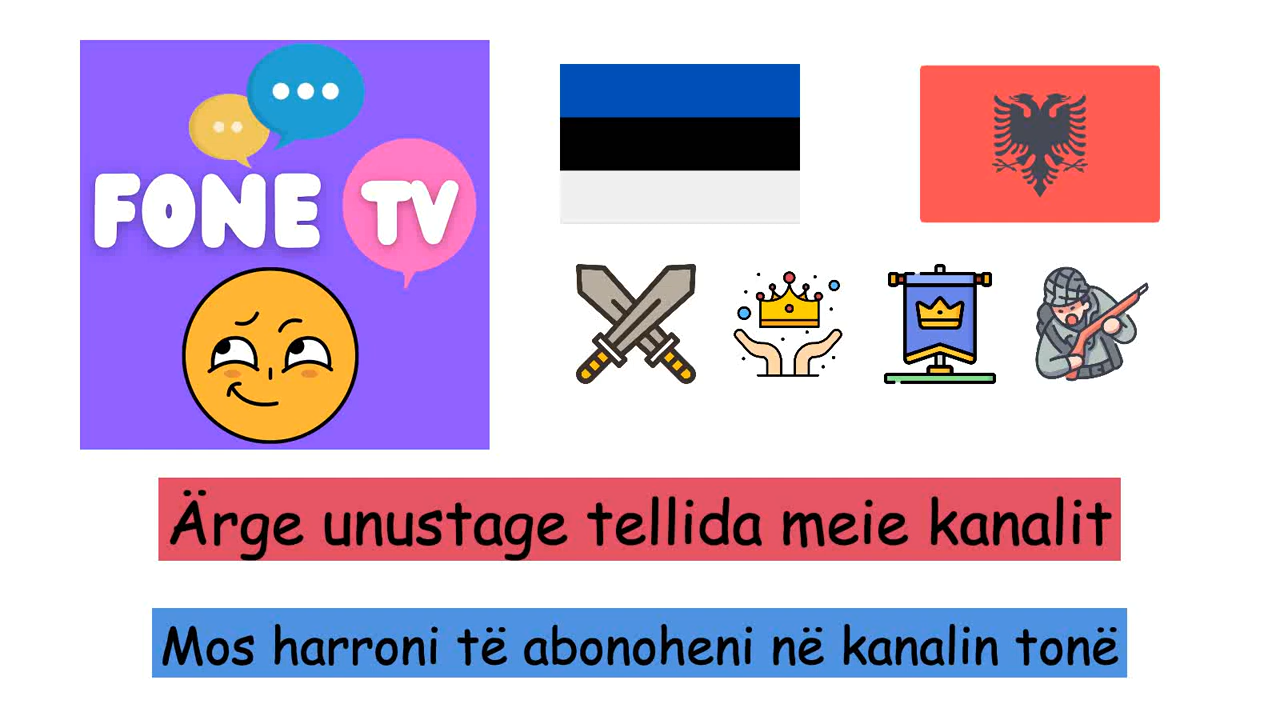 FONE TV
Ärge unustage tellida meie kanalit
Mos harroni të abonoheni në kanalin tonë